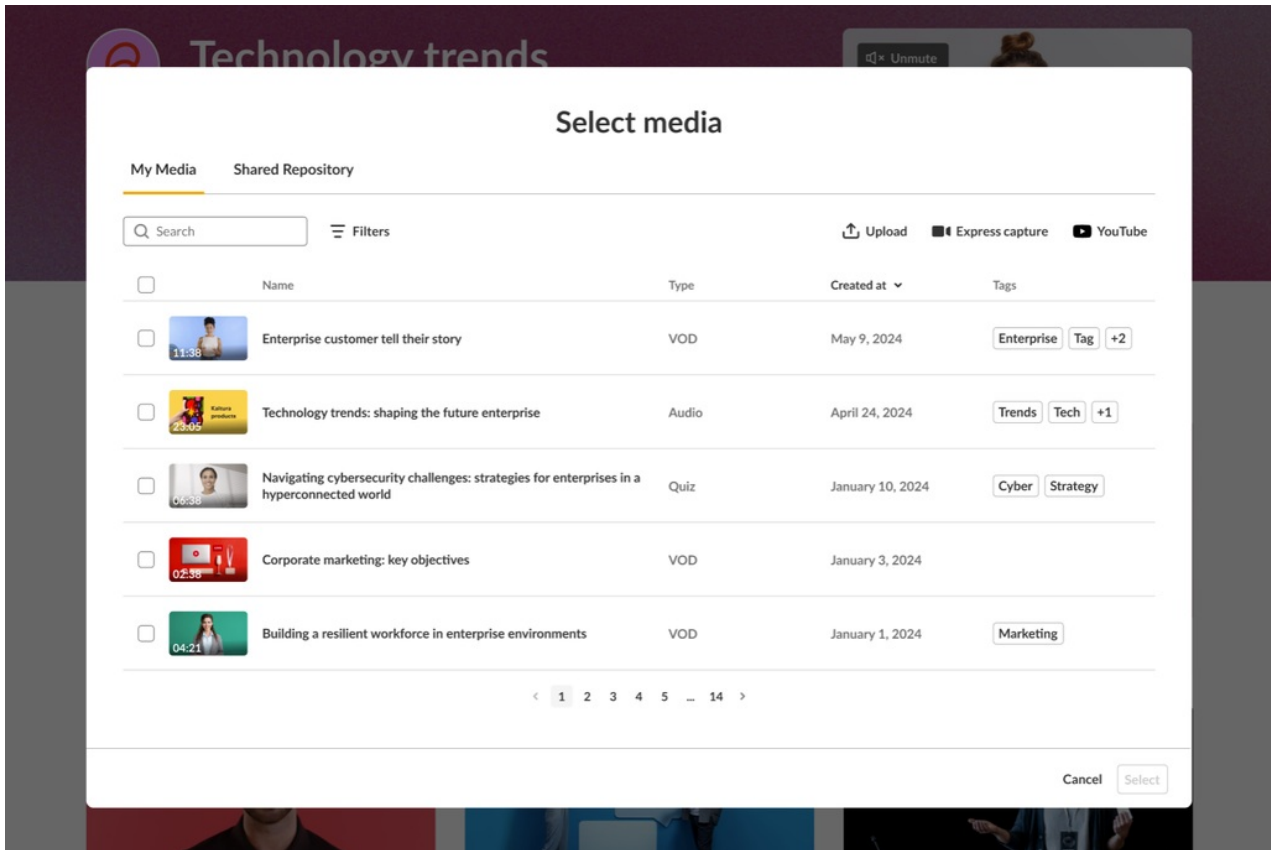 Technology trends
Unmute
Select media
My Media Shared Repository
Search Filters Upload Express capture YouTube
Name Type Created at Tags
11:38 Enterprise customer tell their story VOD May 9, 2024 Enterprise Tag +2
Kaltura
products
23:05 Technology trends: shaping the future enterprise Audio April 24, 2024 Trends Tech +1
Navigating cybersecurity challenges: strategies for enterprises in a
hyperconnected world
06:38 Quiz January 10, 2024 Cyber Strategy
02:38 Corporate marketing: key objectives VOD January 3, 2024
04:21 Building a resilient workforce in enterprise environments VOD January 1, 2024 Marketing
1 2 3 4 5 ... 14
Cancel Select